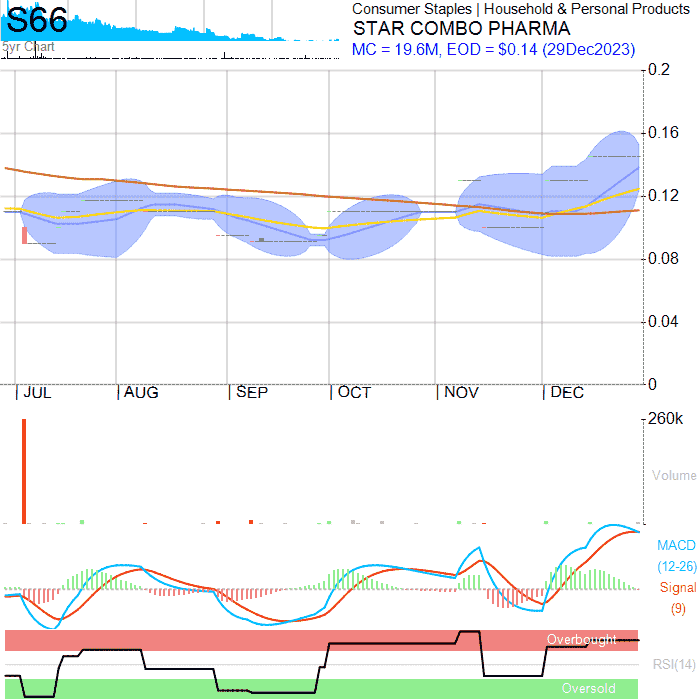 S66
5yr Chart
Consumer Staples | Household & Personal Products
STAR COMBO PHARMA
MC = 19.6M, EOD = $0.14 (29Dec2023)
0.2
0.16
0.12
0.08
0.04
0
JUL AUG SEP OCT NOV DEC
260k
Volume
MACD
(12-26)
Signal
(9)
Overbought
RSI(14)
Oversold